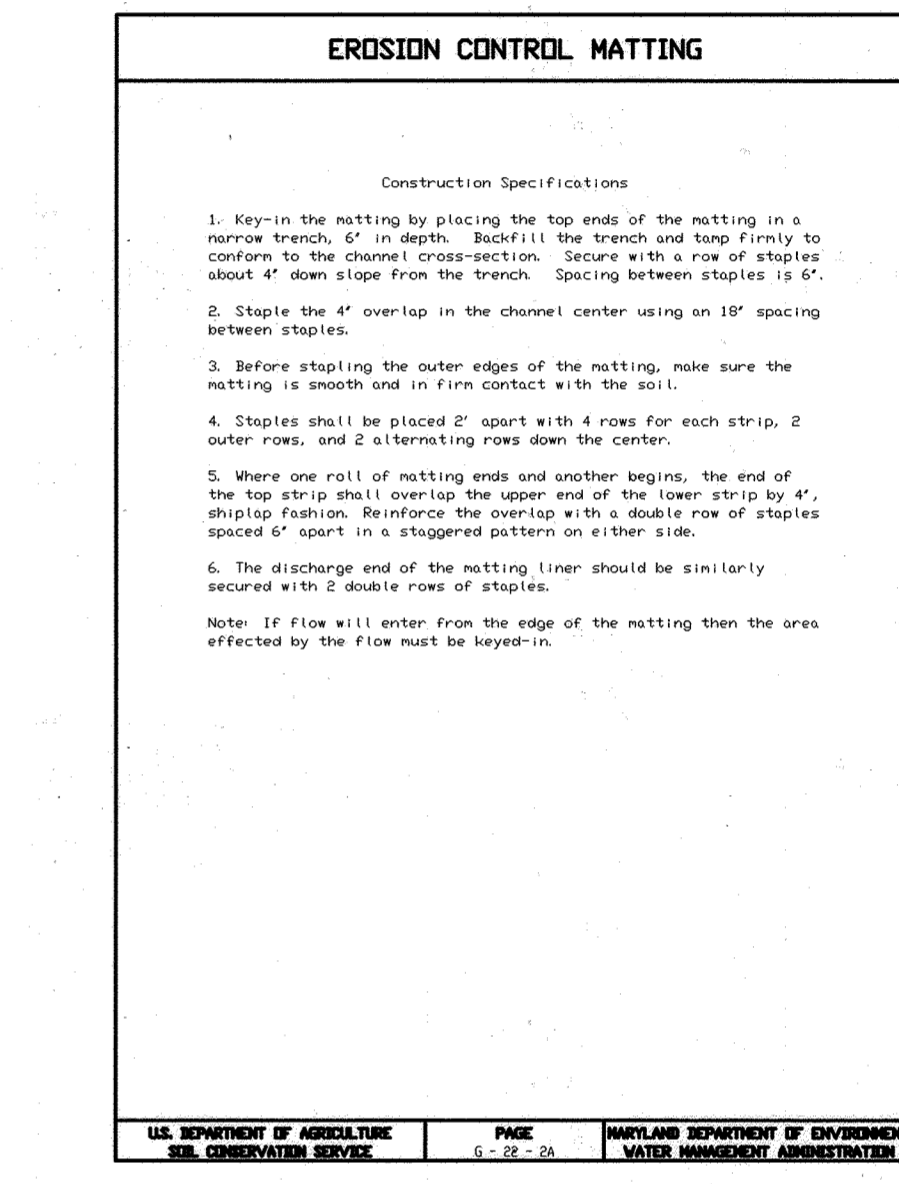 EROSION CONTROL MATTING
Construction Specifications
1. Key-in the matting by placing the top ends of the matting in a
narrow trench, 6" in depth. Backfill the trench and tamp firmly to
conform to the channel cross-section. Secure with a row of staples
about 4" down slope from the trench. Spacing between staples is 6".
2. Staple the 4" overlap in the channel center using an 18" spacing
between staples.
3. Before stapling the outer edges of the matting, make sure the
matting is smooth and in firm contact with the soil.
4. Staples shall be placed 2' apart with 4 rows for each strip, 2
outer rows, and 2 alternating rows down the center.
5. Where one roll of matting ends and another begins, the end of
the top strip shall overlap the upper end of the lower strip by 4",
shiplap fashion. Reinforce the overlap with a double row of staples
spaced 6" apart in a staggered pattern on either side.
6. The discharge end of the matting liner should be similarly
secured with 2 double rows of staples.
Note: If flow will enter from the edge of the matting then the area
effected by the flow must be keyed-in.
U.S. DEPARTMENT OF AGRICULTURE
SOIL CONSERVATION SERVICE
PAGE
G - 22 - 2A
MARYLAND DEPARTMENT OF ENVIRONMEN
WATER MANAGEMENT ADMINISTRATION